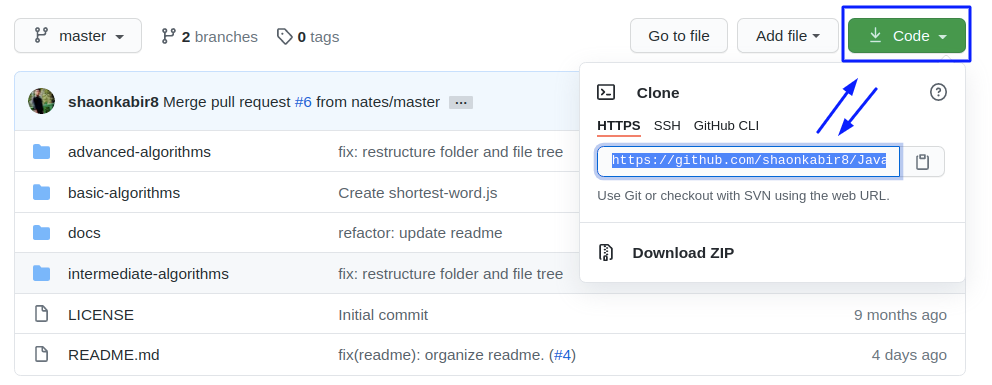 master 2 branches 0 tags Go to file Add file Code
shaonkabir8 Merge pull request #6 from nates/master ...
Clone
HTTPS SSH GitHub CLI
https://github.com/shaonkabir8/Java
Use Git or checkout with SVN using the web URL.
Download ZIP
advanced-algorithms fix: restructure folder and file tree
basic-algorithms Create shortest-word.js
docs refactor: update readme
intermediate-algorithms fix: restructure folder and file tree
LICENSE Initial commit 9 months ago
README.md fix(readme): organize readme. (#4) 4 days ago